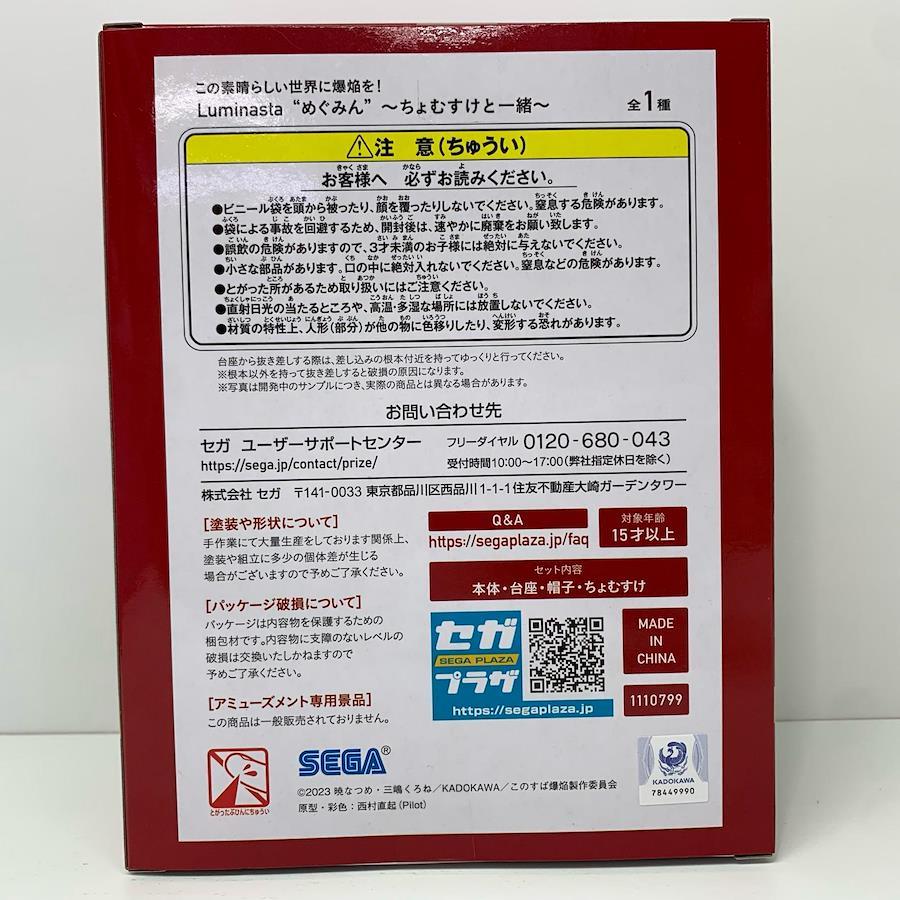 この素晴らしい世界に爆焔を!
Luminasta “めぐみん” 〜ちょむすけと一緒〜
全1種
注 意(ちゅうい)
お客様へ 必ずお読みください。
●ビニール袋を頭から被ったり、顔を覆ったりしないでください。窒息する危険があります。
●袋による事故を回避するため、開封後は、速やかに廃棄をお願い致します。
●誤飲の危険がありますので、3才未満のお子様には絶対に与えないでください。
●小さな部品があります。口の中に絶対入れないでください。窒息などの危険があります。
●とがった所があるため取り扱いにはご注意ください。
●直射日光の当たるところや、高温・多湿な場所には放置しないでください。
●材質の特性上、人形(部分)が他の物に色移りしたり、変形する恐れがあります。
台座から抜き差しする際は、差し込みの根本付近を持ってゆっくりと行ってください。
※根本以外を持って抜き差しすると破損の原因になります。
※写真は開発中のサンプルにつき、実際の商品とは異なる場合があります。
お問い合わせ先
セガ ユーザーサポートセンター
https://sega.jp/contact/prize/
フリーダイヤル 0120-680-043
受付時間10:00〜17:00(弊社指定休日を除く)
株式会社 セガ 〒141-0033 東京都品川区西品川1-1-1住友不動産大崎ガーデンタワー
[塗装や形状について]
手作業にて大量生産をしております関係上、
塗装や組立に多少の個体差が生じる
場合がございますので予めご了承ください。
[パッケージ破損について]
パッケージは内容物を保護するための
梱包材です。内容物に支障のないレベルの
破損は交換いたしかねますので
予めご了承ください。
[アミューズメント専用景品]
この商品は一般販売されておりません。
Q&A
https://segaplaza.jp/faq
対象年齢
15才以上
セット内容
本体・台座・帽子・ちょむすけ
セガ
SEGA PLAZA
プラザ
https://segaplaza.jp
MADE
IN
CHINA
1110799
とがったぶひんにちゅうい
SEGA®
©2023 暁なつめ・三嶋くろね/KADOKAWA/このすば爆焔製作委員会
原型・彩色:西村直起(Pilot)
KADOKAWA
78449990